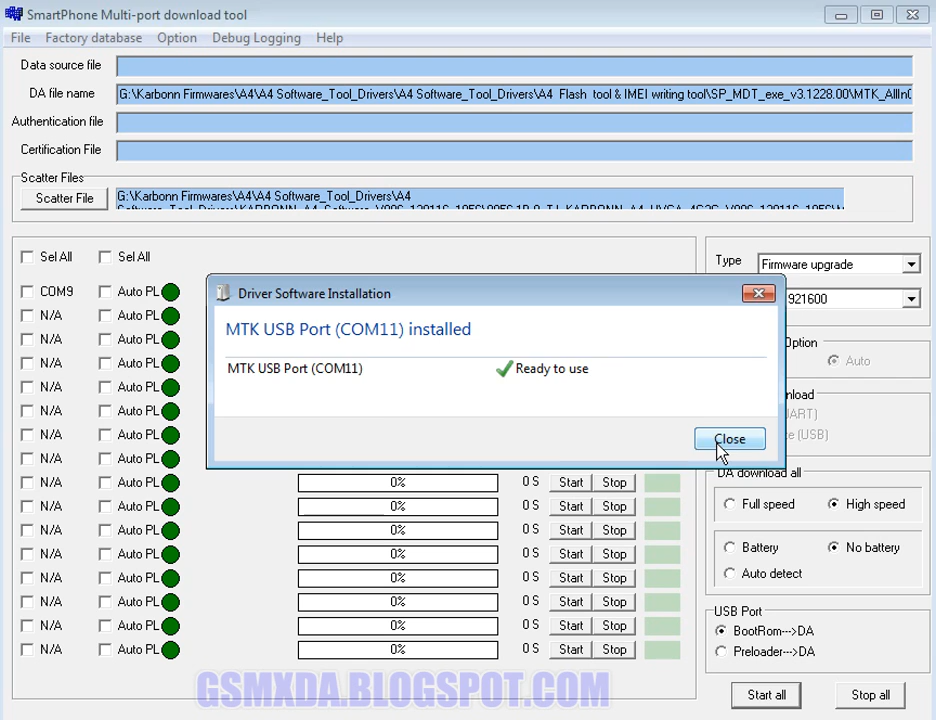 SmartPhone Multi-port download tool
File Factory database Option Debug Logging Help
Data source file
DA file name G:\Karbonn Firmwares\A4\A4 Software_Tool_Drivers\A4 Software_Tool_Drivers\A4 Flash tool & IMEI writing tool\SP_MDT_exe_v3.1228.00\MTK_AllInD
Authentication file
Certification File
Scatter Files
Scatter File G:\Karbonn Firmwares\A4\A4 Software_Tool_Drivers\A4
Sel All Sel All
Type Firmware upgrade
COM9 Auto PL
921600
N/A Auto PL
N/A Auto PL
Option
N/A Auto PL
Auto
N/A Auto PL
nload
N/A Auto PL
ART)
N/A Auto PL
e (USB)
N/A Auto PL
Driver Software Installation
MTK USB Port (COM11) installed
MTK USB Port (COM11) Ready to use
Close
DA download all
N/A Auto PL 0% 0 S Start Stop
Full speed High speed
N/A Auto PL 0% 0 S Start Stop
N/A Auto PL 0% 0 S Start Stop
Battery No battery
N/A Auto PL 0% 0 S Start Stop
Auto detect
N/A Auto PL 0% 0 S Start Stop
N/A Auto PL 0% 0 S Start Stop
USB Port
N/A Auto PL 0% 0 S Start Stop
BootRom--->DA
N/A Auto PL 0% 0 S Start Stop
Preloader--->DA
GSMXDA.BLOGSPOT.COM
Start all Stop all